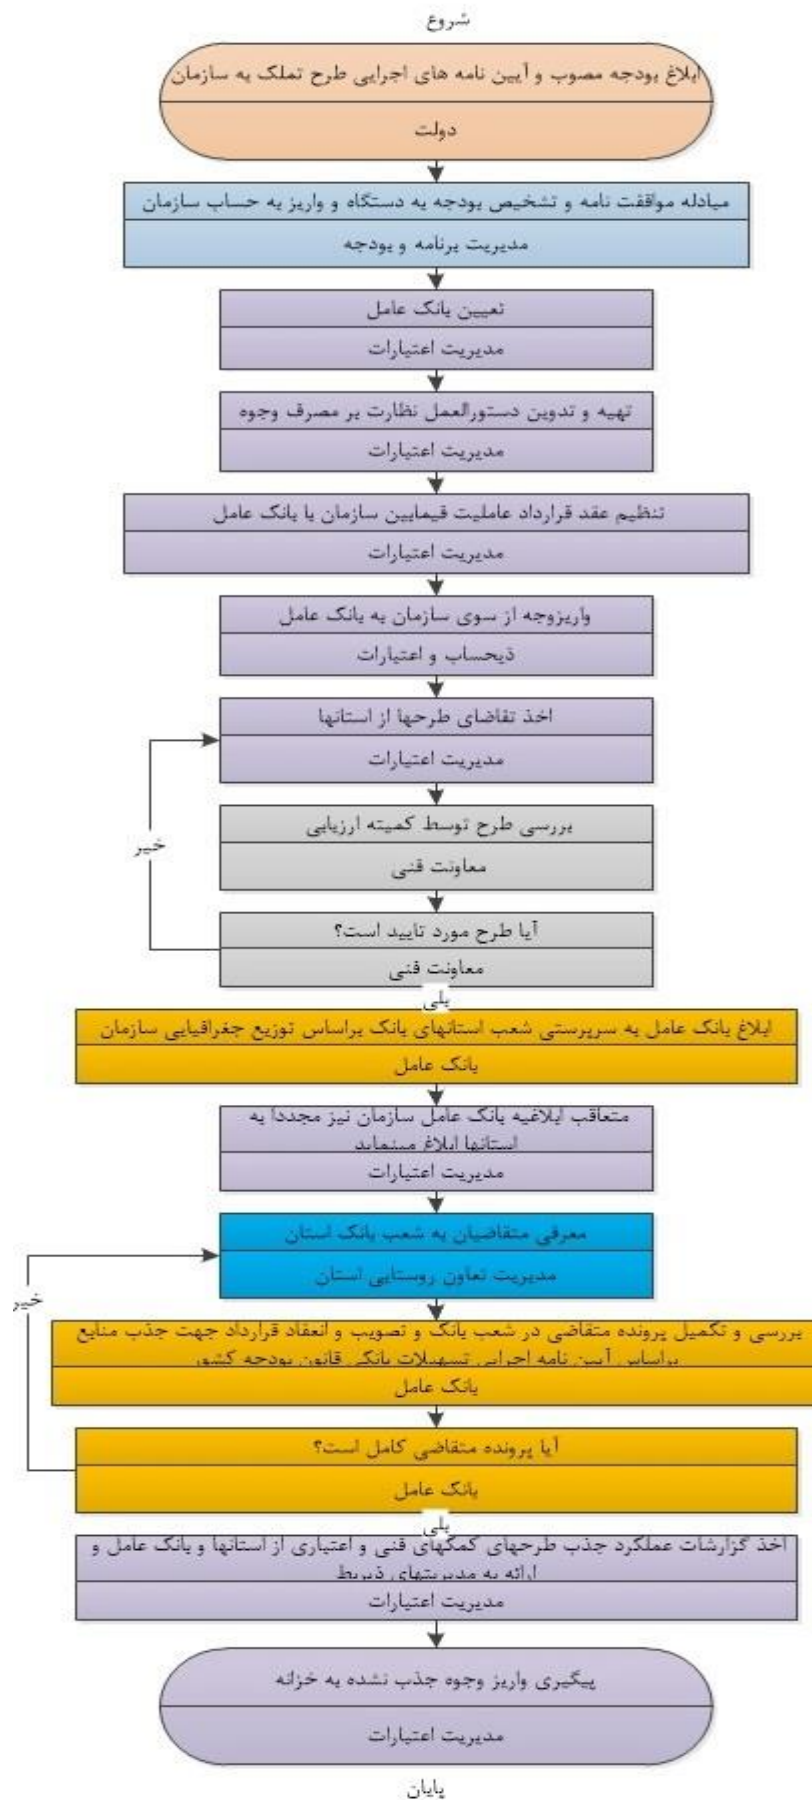 شروع
ابلاغ بودجه مصوب و آیین نامه های اجرایی طرح تملک به سازمان
دولت
مبادله موافقت نامه و تشخیص بودجه به دستگاه و واریز به حساب سازمان
مدیریت برنامه و بودجه
تعیین بانک عامل
مدیریت اعتبارات
تهیه و تدوین دستورالعمل نظارت بر مصرف وجوه
مدیریت اعتبارات
تنظیم عقد قرارداد عاملیت فیمابین سازمان با بانک عامل
مدیریت اعتبارات
واریزوجه از سوی سازمان به بانک عامل
ذیحساب و اعتبارات
اخذ تقاضای طرحها از استانها
مدیریت اعتبارات
بررسی طرح توسط کمیته ارزیابی
معاونت فنی
خیر
آیا طرح مورد تایید است؟
معاونت فنی
بلی
ابلاغ بانک عامل به سرپرستی شعب استانهای بانک براساس توزیع جغرافیایی سازمان
بانک عامل
متعاقب ابلاغیه بانک عامل سازمان نیز مجددا به
استانها ابلاغ مینماید
مدیریت اعتبارات
معرفی متقاضیان به شعب بانک استان
مدیریت تعاون روستایی استان
خیر
بررسی و تکمیل پرونده متقاضی در شعب بانک و تصویب و انعقاد قرارداد جهت جذب منابع
براساس آیین نامه اجرایی تسهیلات بانکی قانون بودجه کشور
بانک عامل
آیا پرونده متقاضی کامل است؟
بانک عامل
بلی
اخذ گزارشات عملکرد جذب طرحهای کمکهای فنی و اعتباری از استانها و بانک عامل و
ارائه به مدیریتهای ذیربط
مدیریت اعتبارات
پیگیری واریز وجوه جذب نشده به خزانه
مدیریت اعتبارات
پایان